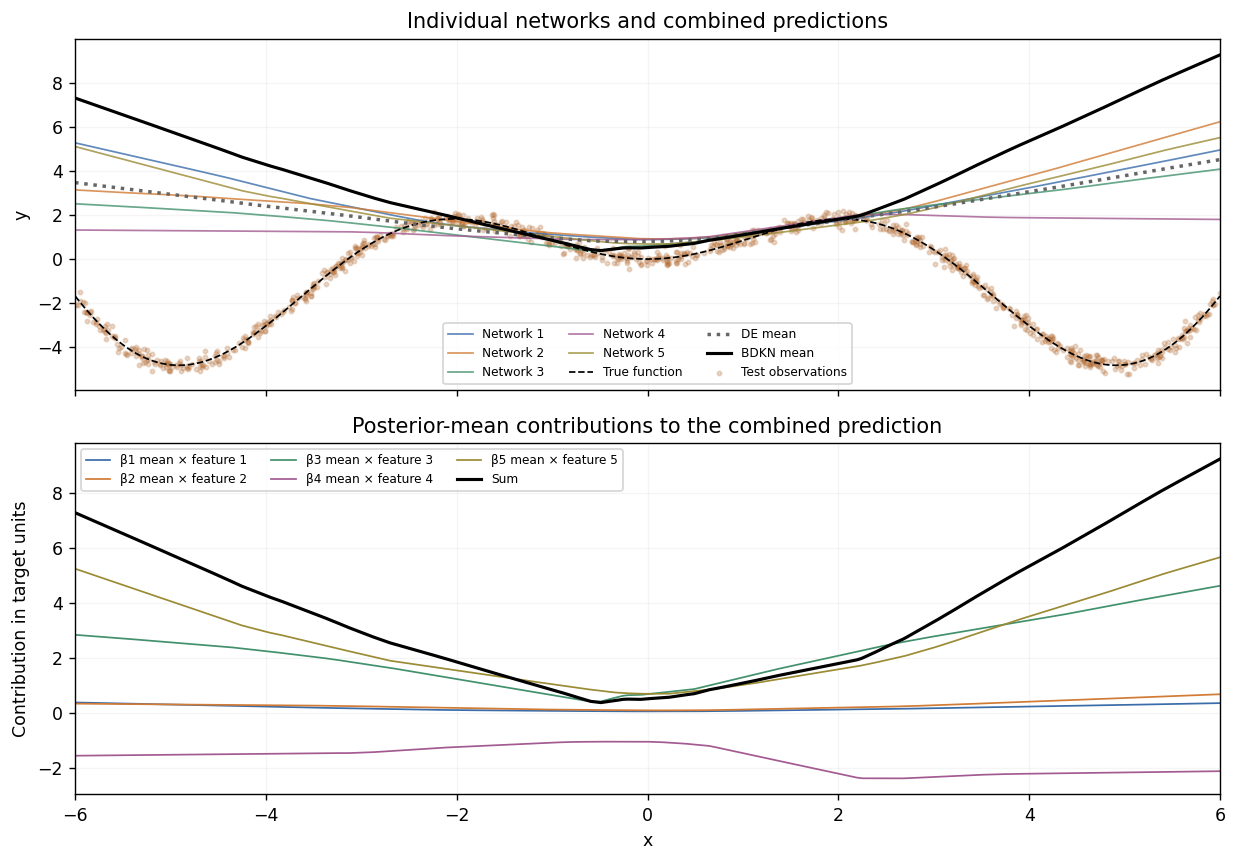 Individual networks and combined predictions
y
8
6
4
2
0
−2
−4
Network 1
Network 2
Network 3
Network 4
Network 5
True function
DE mean
BDKN mean
Test observations
Posterior-mean contributions to the combined prediction
Contribution in target units
8
6
4
2
0
−2
β1 mean × feature 1
β2 mean × feature 2
β3 mean × feature 3
β4 mean × feature 4
β5 mean × feature 5
Sum
−6
−4
−2
0
2
4
6
x